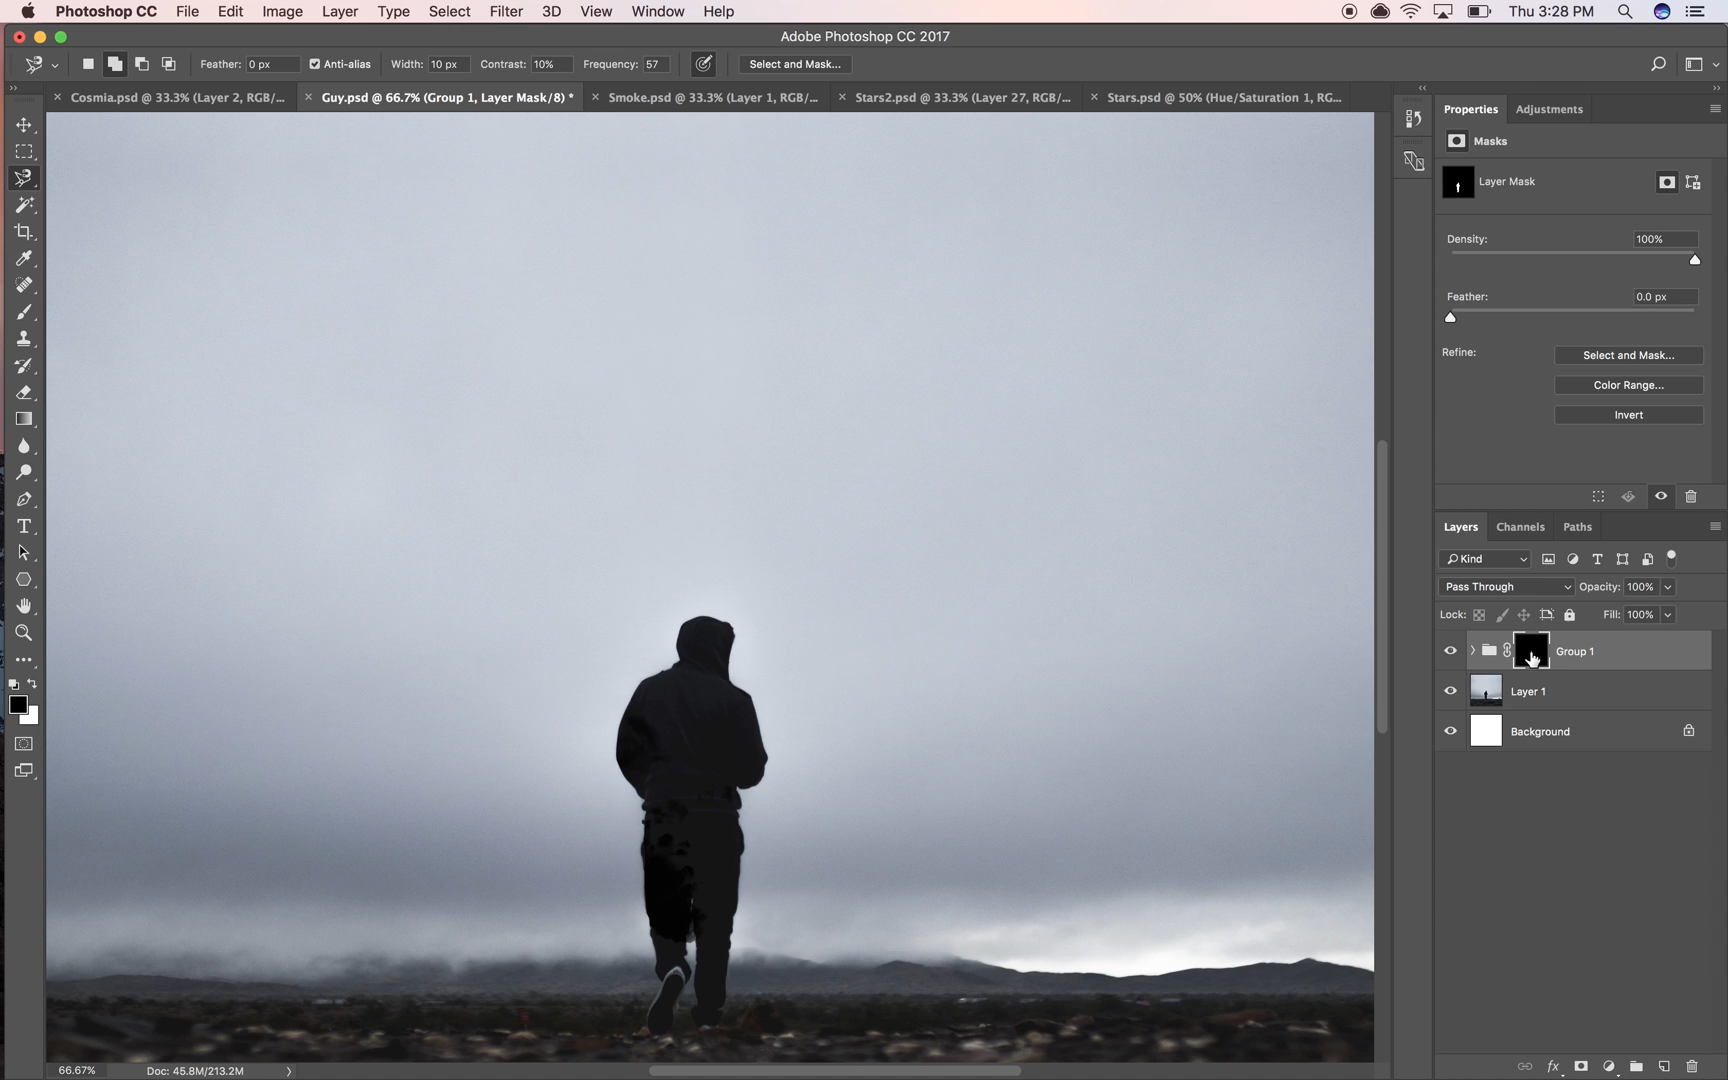 Photoshop CC File Edit Image Layer Type Select Filter 3D View Window Help Thu 3:28 PM
Adobe Photoshop CC 2017
Feather: 0 px Anti-alias Width: 10 px Contrast: 10% Frequency: 57 Select and Mask...
Cosmia.psd @ 33.3% (Layer 2, RGB/... Guy.psd @ 66.7% (Group 1, Layer Mask/8) * Smoke.psd @ 33.3% (Layer 1, RGB/... Stars2.psd @ 33.3% (Layer 27, RGB/... Stars.psd @ 50% (Hue/Saturation 1, RG...
Properties Adjustments
Masks
Layer Mask
Density: 100%
Feather: 0.0 px
Refine: Select and Mask...
Color Range...
Invert
Layers Channels Paths
Kind
Pass Through Opacity: 100%
Lock: Fill: 100%
Group 1
Layer 1
Background
66.67% Doc: 45.8M/213.2M